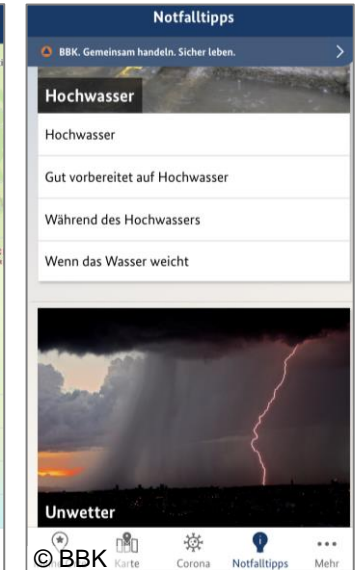 Notfalltipps
BBK. Gemeinsam handeln. Sicher leben.
Hochwasser
Hochwasser
Gut vorbereitet auf Hochwasser
Während des Hochwassers
Wenn das Wasser weicht
Unwetter
© BBK
Karte
Corona
Notfalltipps
Mehr